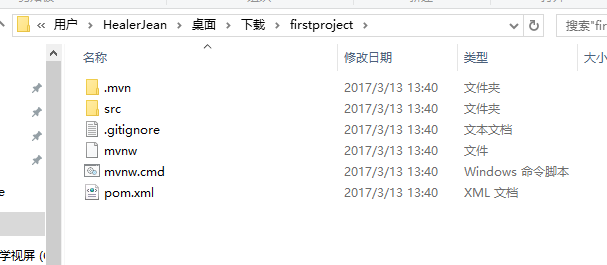 « 用户 › HealerJean › 桌面 › 下载 › firstproject › 搜索"fir
名称 修改日期 类型 大小
.mvn 2017/3/13 13:40 文件夹
src 2017/3/13 13:40 文件夹
.gitignore 2017/3/13 13:40 文本文档
mvnw 2017/3/13 13:40 文件
mvnw.cmd 2017/3/13 13:40 Windows 命令脚本
pom.xml 2017/3/13 13:40 XML 文档
学视屏 (